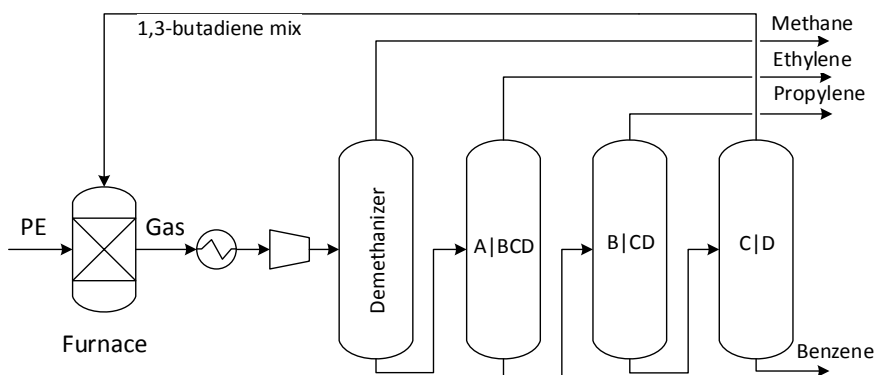 1,3-butadiene mix
Methane
Ethylene
Propylene
PE
Gas
Furnace
Demethanizer
A|BCD
B|CD
C|D
Benzene